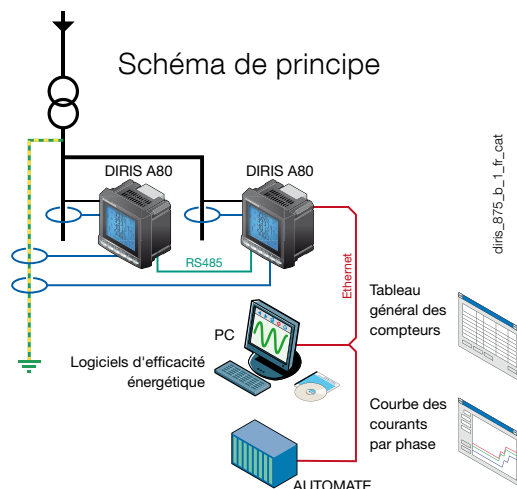 Schéma de principe
DIRIS A80
DIRIS A80
diris_875_b_1_fr_cat
RS485
Ethernet
Tableau
général des
compteurs
PC
Logiciels d'efficacité
énergétique
Courbe des
courants
par phase
AUTOMATE